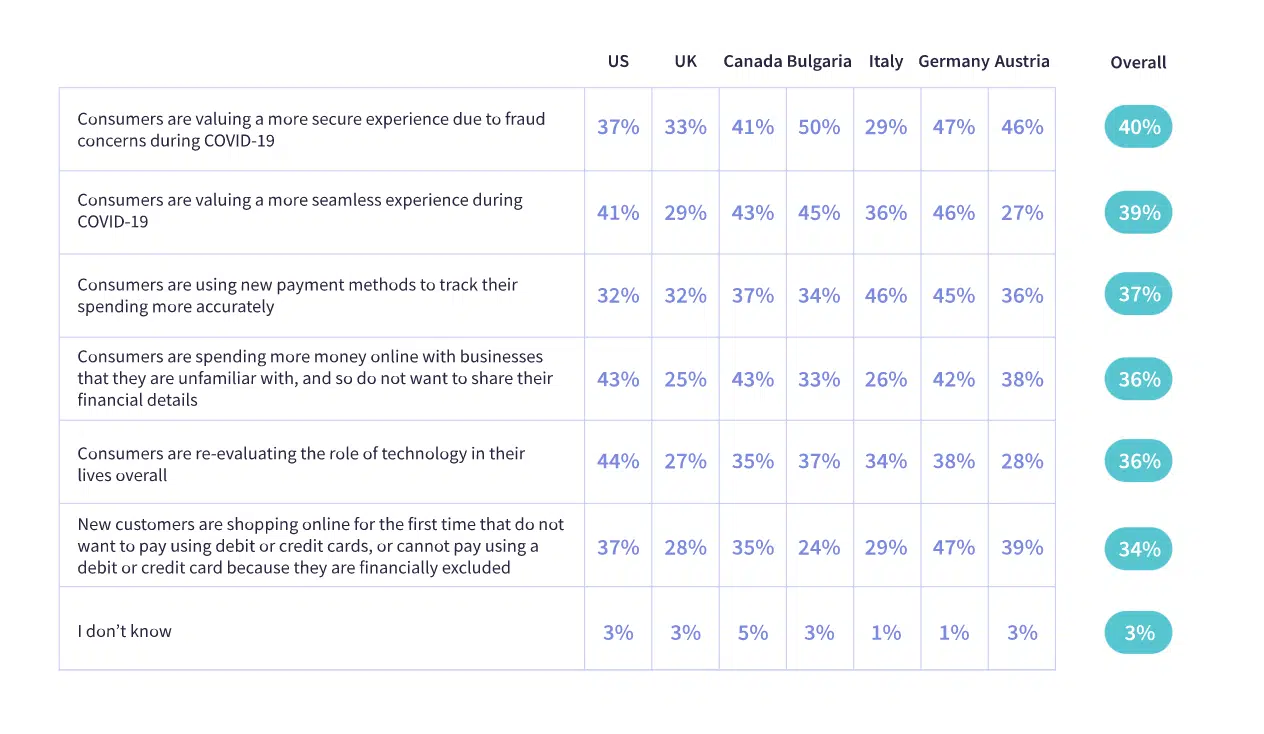 US UK Canada Bulgaria Italy Germany Austria Overall
Consumers are valuing a more secure experience due to fraud
concerns during COVID-19
37% 33% 41% 50% 29% 47% 46% 40%
Consumers are valuing a more seamless experience during
COVID-19
41% 29% 43% 45% 36% 46% 27% 39%
Consumers are using new payment methods to track their
spending more accurately
32% 32% 37% 34% 46% 45% 36% 37%
Consumers are spending more money online with businesses
that they are unfamiliar with, and so do not want to share their
financial details
43% 25% 43% 33% 26% 42% 38% 36%
Consumers are re-evaluating the role of technology in their
lives overall
44% 27% 35% 37% 34% 38% 28% 36%
New customers are shopping online for the first time that do not
want to pay using debit or credit cards, or cannot pay using a
debit or credit card because they are financially excluded
37% 28% 35% 24% 29% 47% 39% 34%
I don’t know
3% 3% 5% 3% 1% 1% 3% 3%